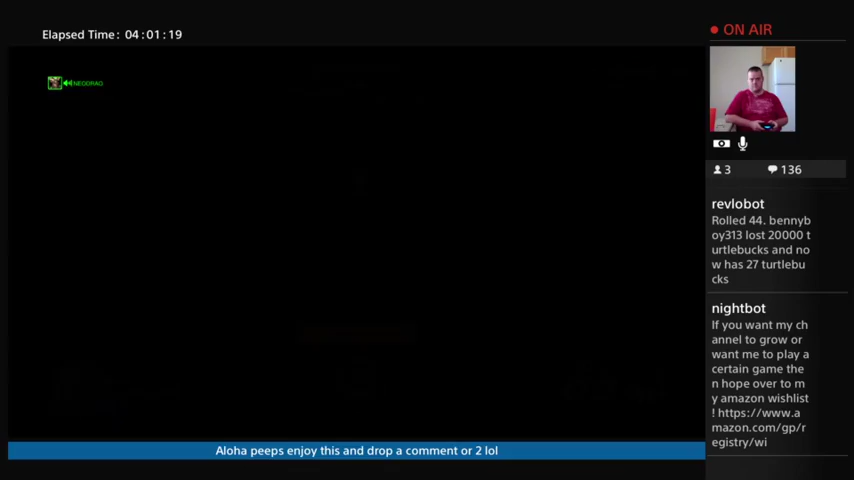 Elapsed Time: 04:01:19
ON AIR
NEGDRAO
3
136
revlobot
Rolled 44. bennyb
oy313 lost 20000 t
urtlebucks and no
w has 27 turtlebu
cks
nightbot
If you want my ch
annel to grow or
want me to play a
certain game the
n hope over to m
y amazon wishlist
! https://www.a
mazon.com/gp/r
egistry/wi
Aloha peeps enjoy this and drop a comment or 2 lol